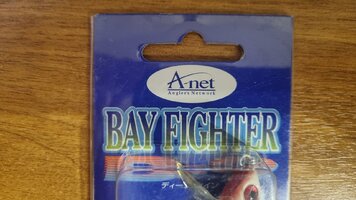 A-net
Anglers Network
BAY FIGHTER
ディー